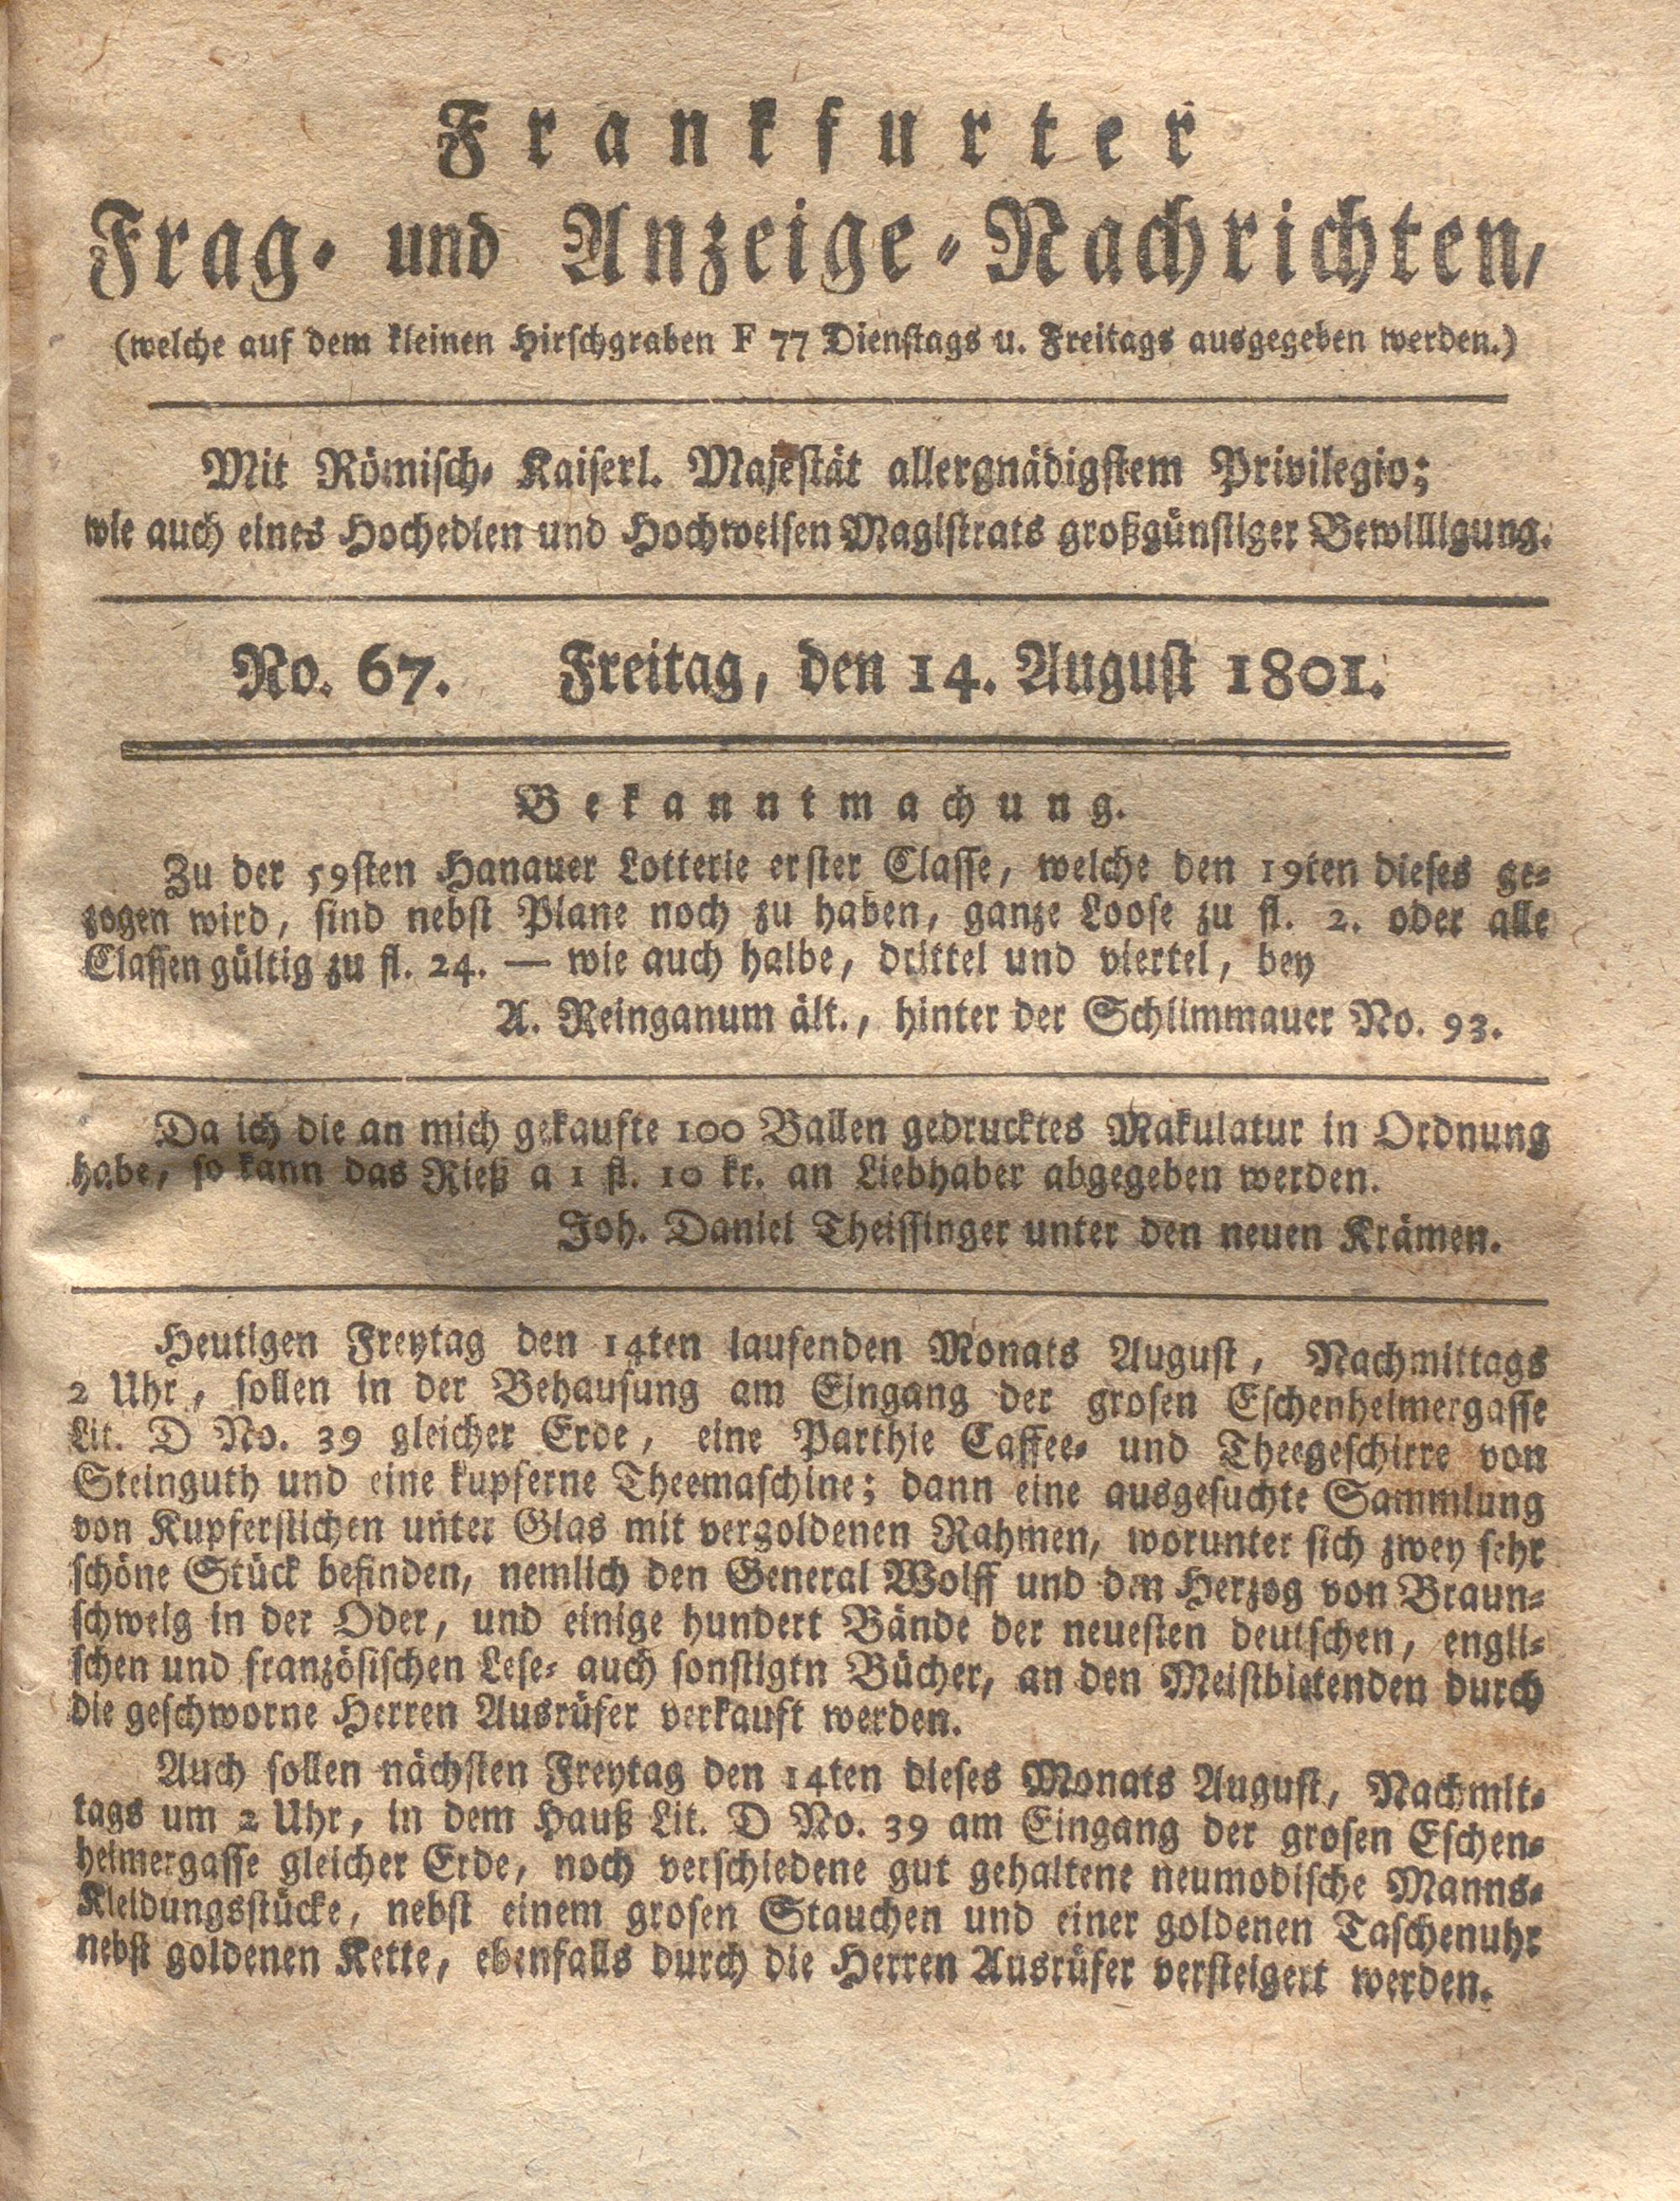 Frankfurter
Frag- und Anzeige-Nachrichten,
(welche auf dem kleinen Hirschgraben F 77 Dienstags u. Freitags ausgegeben werden.)
Mit Römisch- Kaiserl. Majestät allergnädigstem Privilegio;
wie auch eines Hochedlen und Hochweisen Magistrats großgünstiger Bewilligung.
No. 67. Freitag, den 14. August 1801.
Bekanntmachung.
Zu der 59sten Hanauer Lotterie erster Classe, welche den 19ten dieses ge-
zogen wird, sind nebst Plane noch zu haben, ganze Loose zu fl. 2. oder alle
Classen gültig zu fl. 24. — wie auch halbe, drittel und viertel, bey
A. Reinganum ält., hinter der Schlimmauer No. 93.
Da ich die an mich gekaufte 100 Ballen gedrucktes Makulatur in Ordnung
habe, so kann das Rieß a 1 fl. 10 kr. an Liebhaber abgegeben werden.
Joh. Daniel Theissinger unter den neuen Krämen.
Heutigen Freytag den 14ten laufenden Monats August, Nachmittags
2 Uhr, sollen in der Behausung am Eingang der grosen Eschenheimergasse
Lit. D No. 39 gleicher Erde, eine Parthie Caffee- und Theegeschirre von
Steinguth und eine kupferne Theemaschine; dann eine ausgesuchte Sammlung
von Kupferstichen unter Glas mit vergoldenen Rahmen, worunter sich zwey sehr
schöne Stück befinden, nemlich den General Wolff und den Herzog von Braun-
schweig in der Oder, und einige hundert Bände der neuesten deutschen, engli-
schen und französischen Lese- auch sonstigtn Bücher, an den Meistbietenden durch
die geschworne Herren Ausrüfer verkauft werden.
Auch sollen nächsten Freytag den 14ten dieses Monats August, Nachmit-
tags um 2 Uhr, in dem Hauß Lit. D No. 39 am Eingang der grosen Eschen-
heimergasse gleicher Erde, noch verschiedene gut gehaltene neumodische Manns-
Kleidungsstücke, nebst einem grosen Stauchen und einer goldenen Taschenuhr
nebst goldenen Kette, ebenfalls durch die Herren Ausrüfer versteigert werden.